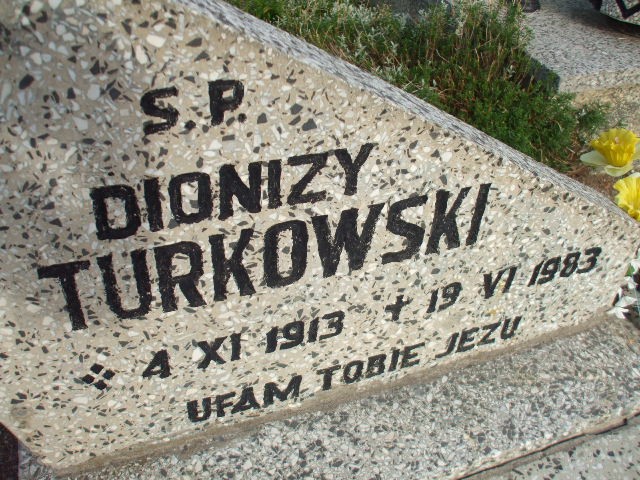 S.P.
DIONIZY
TURKOWSKI
4 XI 1913 ✝ 19 VI 1983
UFAM TOBIE JEZU